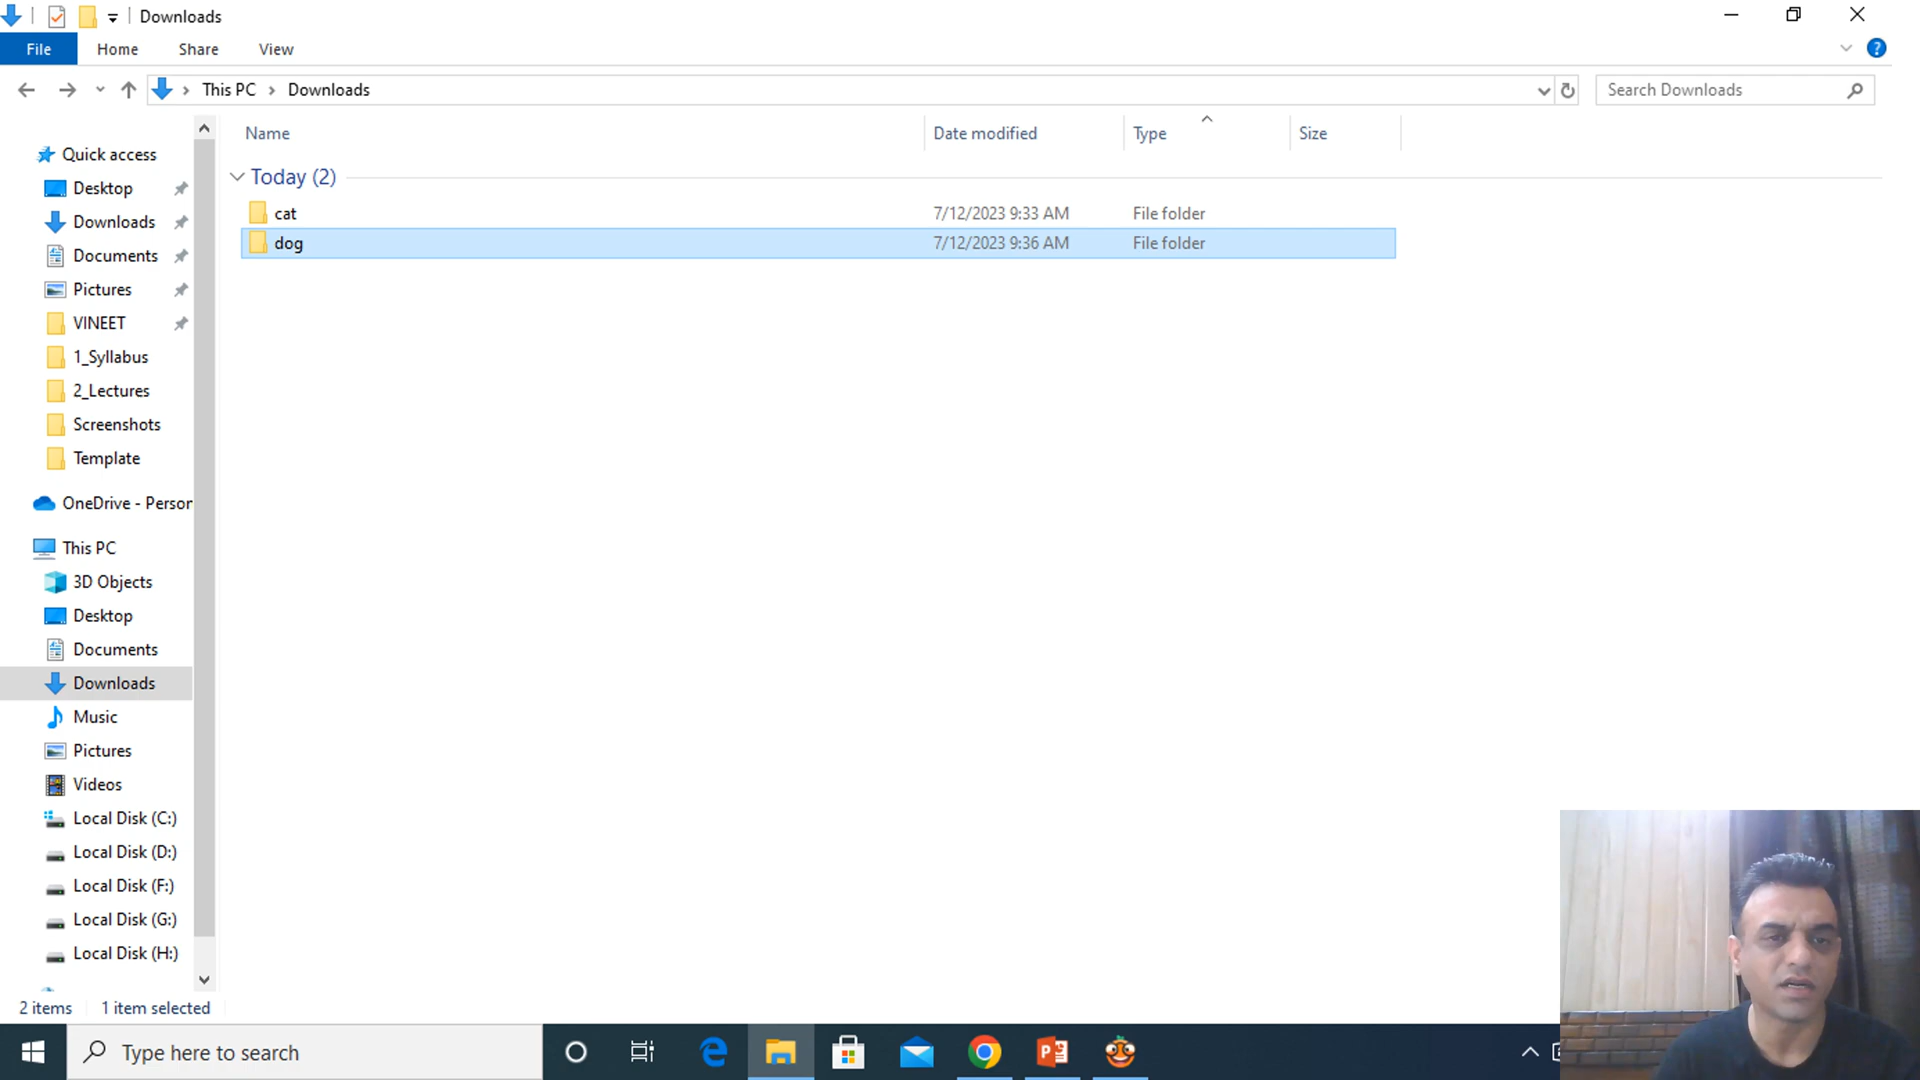 Downloads
File Home Share View
This PC Downloads
Search Downloads
Name Date modified Type Size
Today (2)
cat 7/12/2023 9:33 AM File folder
dog 7/12/2023 9:36 AM File folder
Quick access
Desktop
Downloads
Documents
Pictures
VINEET
1_Syllabus
2_Lectures
Screenshots
Template
OneDrive - Person
This PC
3D Objects
Desktop
Documents
Downloads
Music
Pictures
Videos
Local Disk (C:)
Local Disk (D:)
Local Disk (F:)
Local Disk (G:)
Local Disk (H:)
2 items 1 item selected
Type here to search